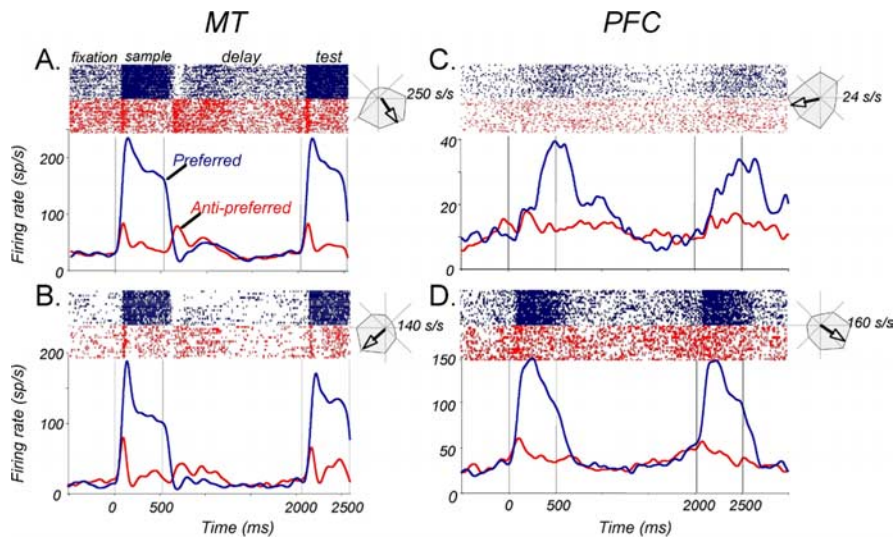 MT
PFC
A.
fixation sample delay test
250 s/s
Firing rate (sp/s)
200
100
0
Preferred
Anti-preferred
C.
24 s/s
40
20
10
0
B.
140 s/s
Firing rate (sp/s)
200
100
0
0 500 2000 2500
Time (ms)
D.
160 s/s
150
100
50
0
0 500 2000 2500
Time (ms)